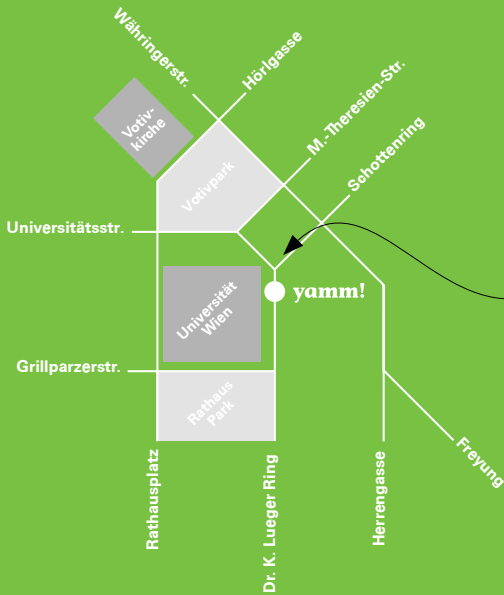 Währingerstr.
Hörlgasse
M.-Theresien-Str.
Schottenring
Votiv-
kirche
Votivpark
Universitätsstr.
Universität
Wien
yamm!
Grillparzerstr.
Rathaus
Park
Rathausplatz
Dr. K. Lueger Ring
Herrengasse
Freyung